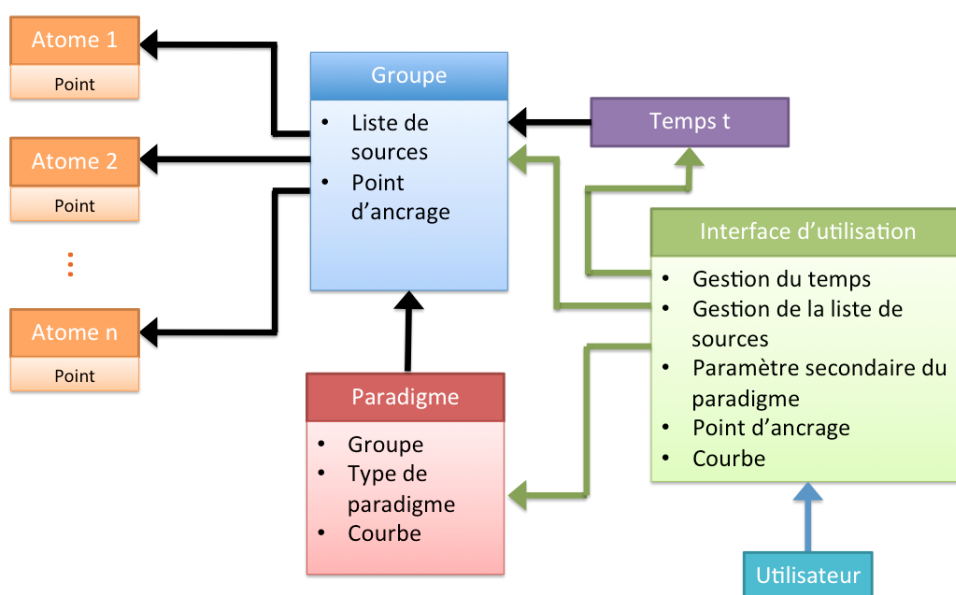 Atome 1
Point
Atome 2
Point
Atome n
Point
Groupe
• Liste de
sources
• Point
d'ancrage
Temps t
Paradigme
• Groupe
• Type de
paradigme
• Courbe
Interface d'utilisation
• Gestion du temps
• Gestion de la liste de
sources
• Paramètre secondaire du
paradigme
• Point d'ancrage
• Courbe
Utilisateur